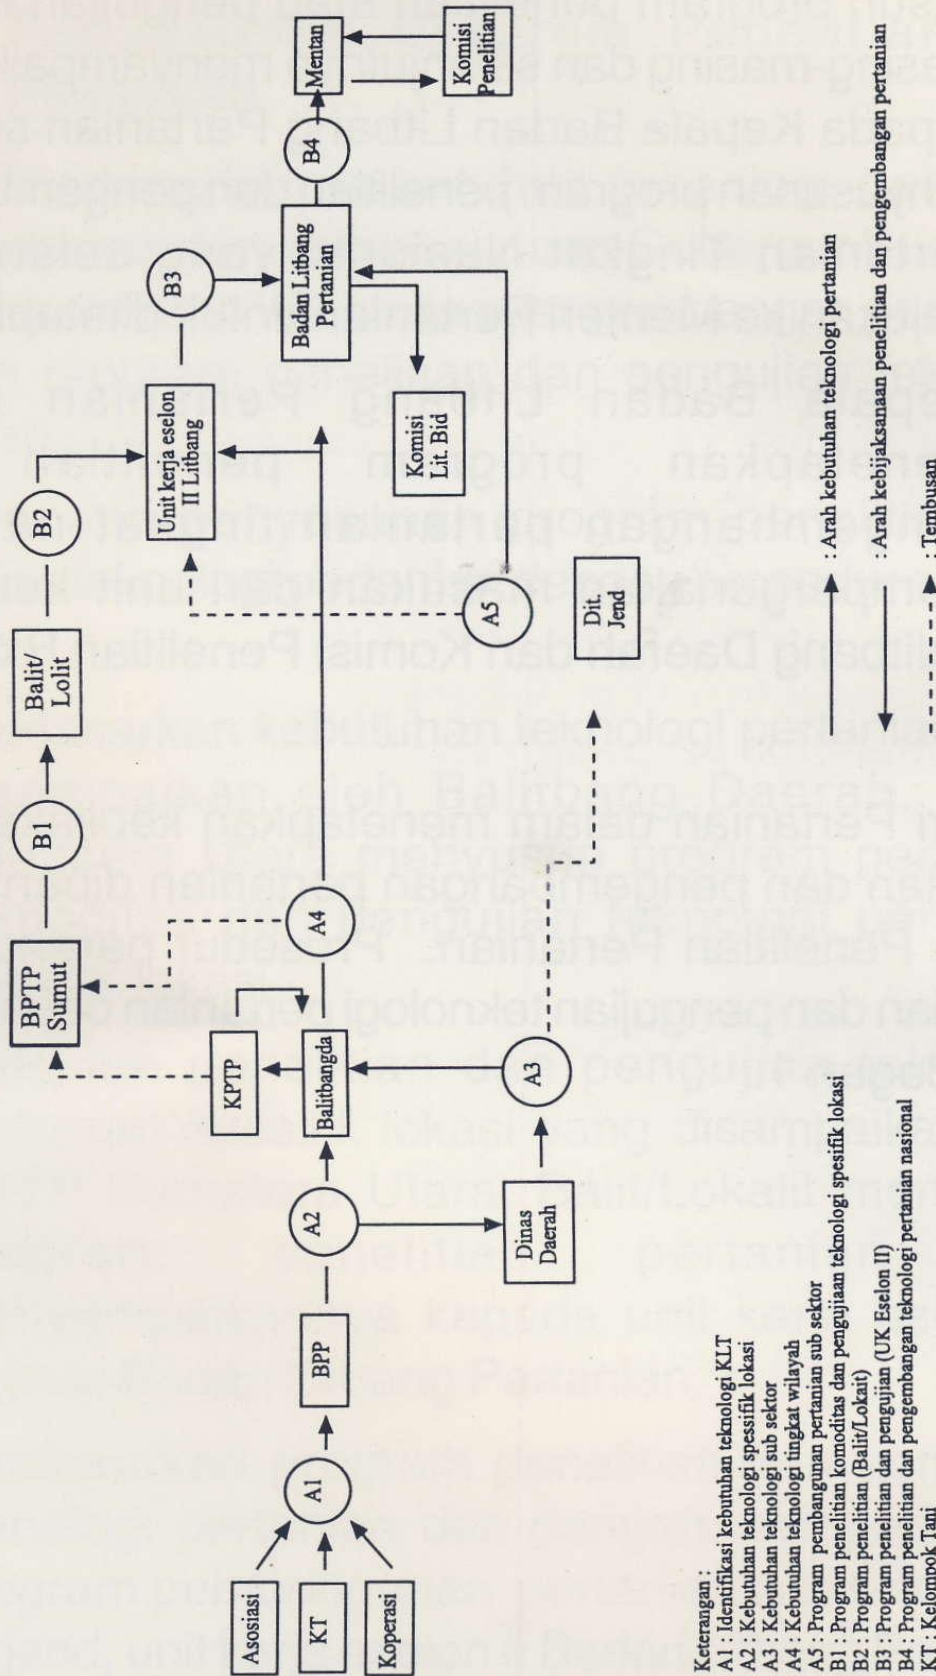 Asosiasi
KT
Koperasi
A1
BPP
A2
Dinas
Daerah
KPTP
Balitbangda
A3
BPTP
Sumut
A4
B1
Balit/
Lolit
B2
Unit kerja eselon
II Litbang
A5
Dit.
Jend
Komisi
Lit. Bid
B3
Badan Litbang
Pertanian
B4
Mentan
Komisi
Penelitian
Keterangan :
A1 : Identifikasi kebutuhan teknologi KLT
A2 : Kebutuhan teknologi spessifik lokasi
A3 : Kebutuhan teknologi sub sektor
A4 : Kebutuhan teknologi tingkat wilayah
A5 : Program pembangunan pertanian sub sektor
B1 : Program penelitian komoditas dan pengujiaan teknologi spesifik lokasi
B2 : Program penelitian (Balit/Lokait)
B3 : Program penelitian dan pengujian (UK Eselon II)
B4 : Program penelitian dan pengembangan teknologi pertanian nasional
KT : Kelompok Tani
: Arah kebutuhan teknologi pertanian
: Arah kebijaksanaan penelitian dan pengembangan pertanian
: Tembusan